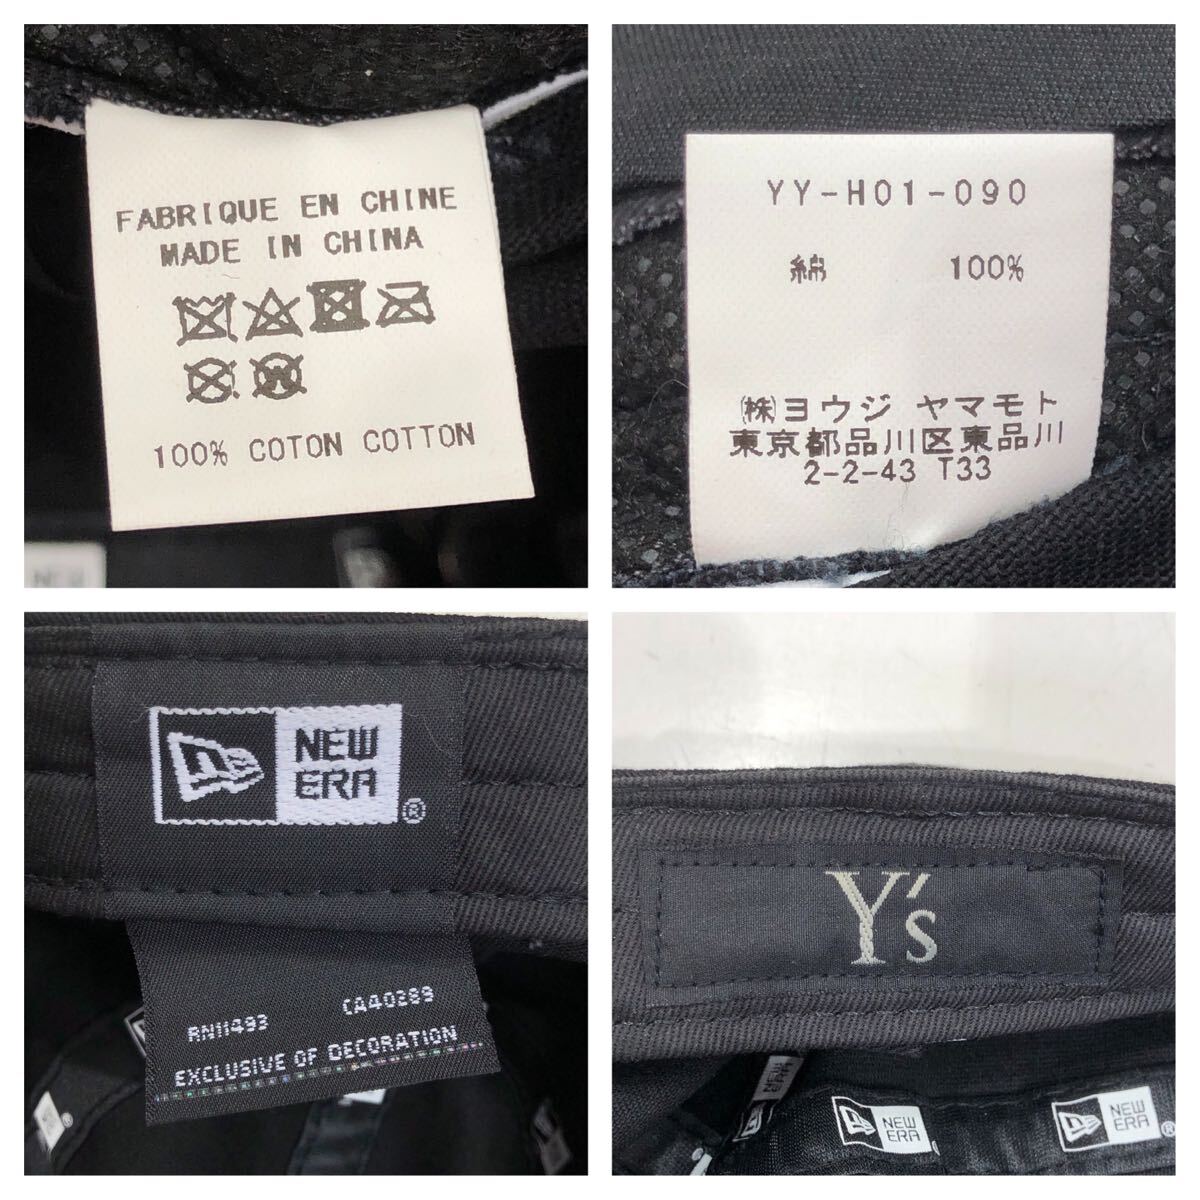 FABRIQUE EN CHINE
MADE IN CHINA
100% COTON COTTON
NEW
YY-H01-090
綿 100%
㈱ヨウジ ヤマモト
東京都品川区東品川
2-2-43 T33
NEW
ERA
®
RN11493 CA40289
EXCLUSIVE OF DECORATION
Y's
NEW
ERA
NEW
ERA
®